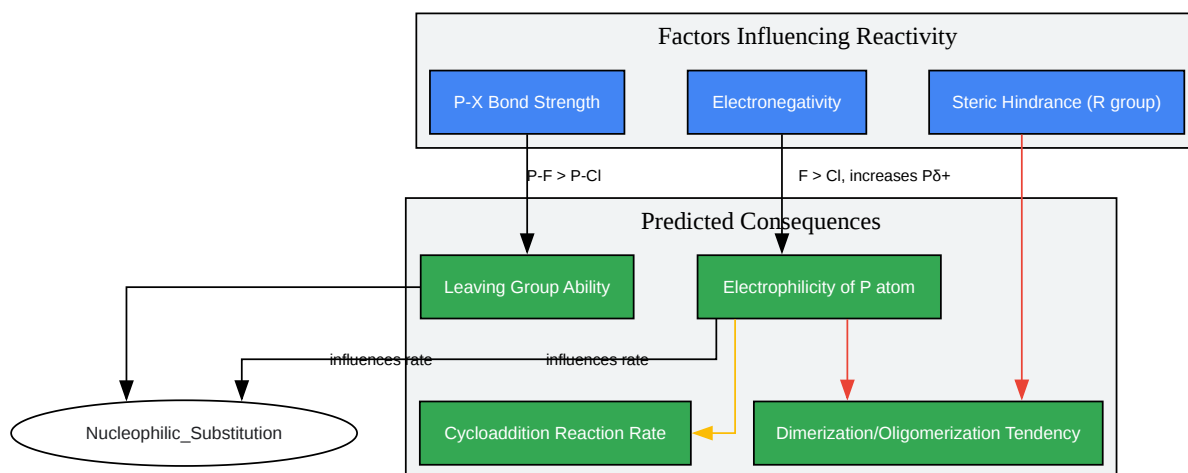 Factors Influencing Reactivity
P-X Bond Strength
Electronegativity
Steric Hindrance (R group)
P-F > P-Cl
F > Cl, increases Pδ+
Predicted Consequences
Leaving Group Ability
Electrophilicity of P atom
influences rate
influences rate
Nucleophilic_Substitution
Cycloaddition Reaction Rate
Dimerization/Oligomerization Tendency